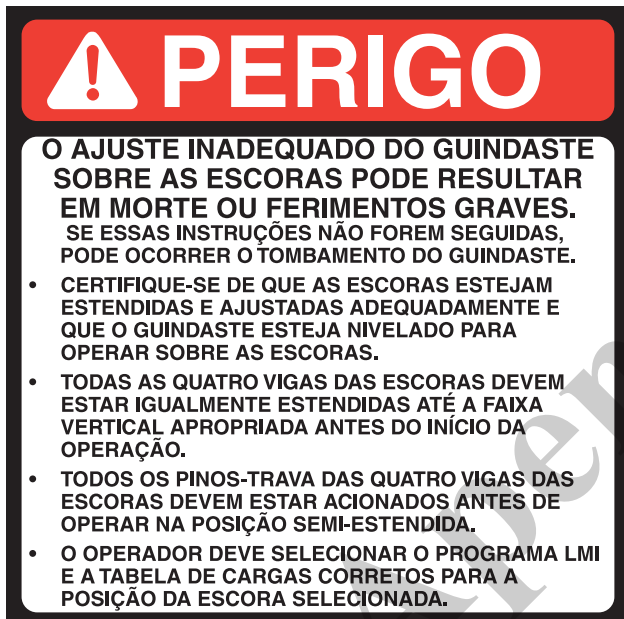 PERIGO
O AJUSTE INADEQUADO DO GUINDASTE
SOBRE AS ESCORAS PODE RESULTAR
EM MORTE OU FERIMENTOS GRAVES.
SE ESSAS INSTRUÇÕES NÃO FOREM SEGUIDAS,
PODE OCORRER O TOMBAMENTO DO GUINDASTE.
• CERTIFIQUE-SE DE QUE AS ESCORAS ESTEJAM
ESTENDIDAS E AJUSTADAS ADEQUADAMENTE E
QUE O GUINDASTE ESTEJA NIVELADO PARA
OPERAR SOBRE AS ESCORAS.
• TODAS AS QUATRO VIGAS DAS ESCORAS DEVEM
ESTAR IGUALMENTE ESTENDIDAS ATÉ A FAIXA
VERTICAL APROPRIADA ANTES DO INÍCIO DA
OPERAÇÃO.
• TODOS OS PINOS-TRAVA DAS QUATRO VIGAS DAS
ESCORAS DEVEM ESTAR ACIONADOS ANTES DE
OPERAR NA POSIÇÃO SEMI-ESTENDIDA.
• O OPERADOR DEVE SELECIONAR O PROGRAMA LMI
E A TABELA DE CARGAS CORRETOS PARA A
POSIÇÃO DA ESCORA SELECIONADA.